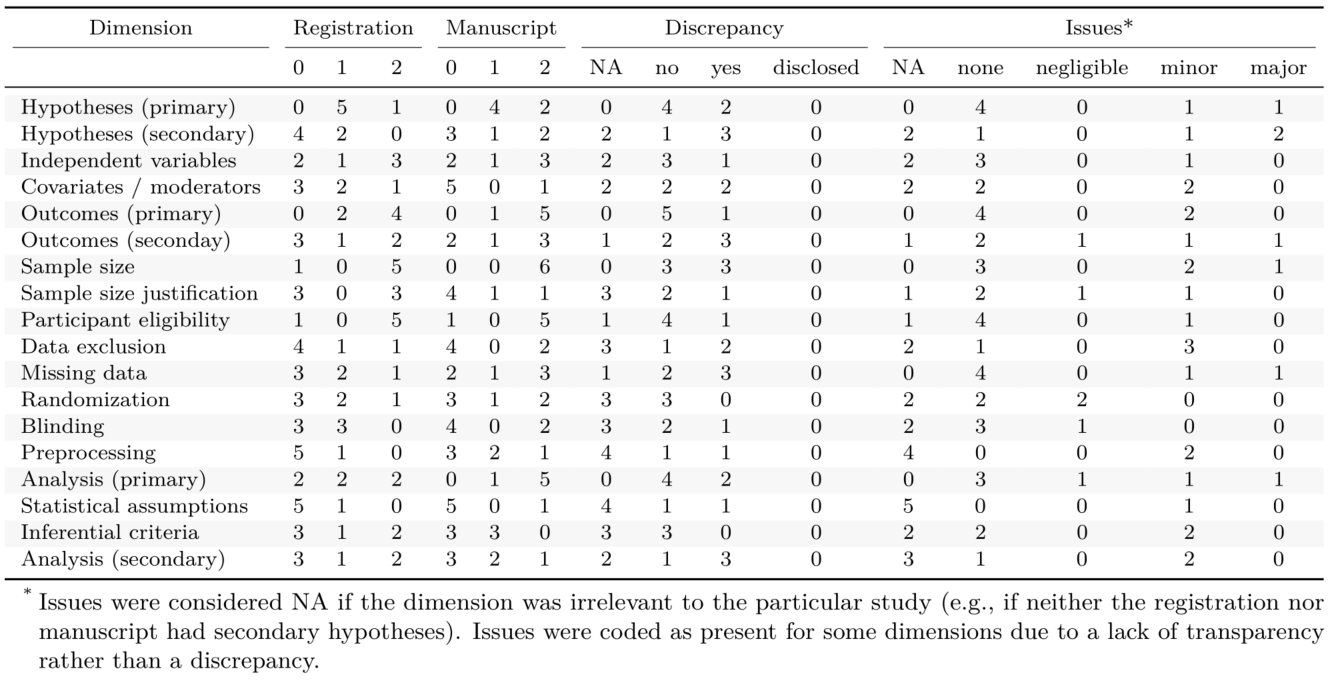 Dimension Registration Manuscript Discrepancy Issues*
0 1 2 0 1 2 NA no yes disclosed NA none negligible minor major
Hypotheses (primary) 0 5 1 0 4 2 0 4 2 0 0 4 0 1 1
Hypotheses (secondary) 4 2 0 3 1 2 2 1 3 0 2 1 0 1 2
Independent variables 2 1 3 2 1 3 2 3 1 0 2 3 0 1 0
Covariates / moderators 3 2 1 5 0 1 2 2 2 0 2 2 0 2 0
Outcomes (primary) 0 2 4 0 1 5 0 5 1 0 0 4 0 2 0
Outcomes (seconday) 3 1 2 2 1 3 1 2 3 0 1 2 1 1 1
Sample size 1 0 5 0 0 6 0 3 3 0 0 3 0 2 1
Sample size justification 3 0 3 4 1 1 3 2 1 0 1 2 1 1 0
Participant eligibility 1 0 5 1 0 5 1 4 1 0 1 4 0 1 0
Data exclusion 4 1 1 4 0 2 3 1 2 0 2 1 0 3 0
Missing data 3 2 1 2 1 3 1 2 3 0 0 4 0 1 1
Randomization 3 2 1 3 1 2 3 3 0 0 2 2 2 0 0
Blinding 3 3 0 4 0 2 3 2 1 0 2 3 1 0 0
Preprocessing 5 1 0 3 2 1 4 1 1 0 4 0 0 2 0
Analysis (primary) 2 2 2 0 1 5 0 4 2 0 0 3 1 1 1
Statistical assumptions 5 1 0 5 0 1 4 1 1 0 5 0 0 1 0
Inferential criteria 3 1 2 3 3 0 3 3 0 0 2 2 0 2 0
Analysis (secondary) 3 1 2 3 2 1 2 1 3 0 3 1 0 2 0
* Issues were considered NA if the dimension was irrelevant to the particular study (e.g., if neither the registration nor
manuscript had secondary hypotheses). Issues were coded as present for some dimensions due to a lack of transparency
rather than a discrepancy.